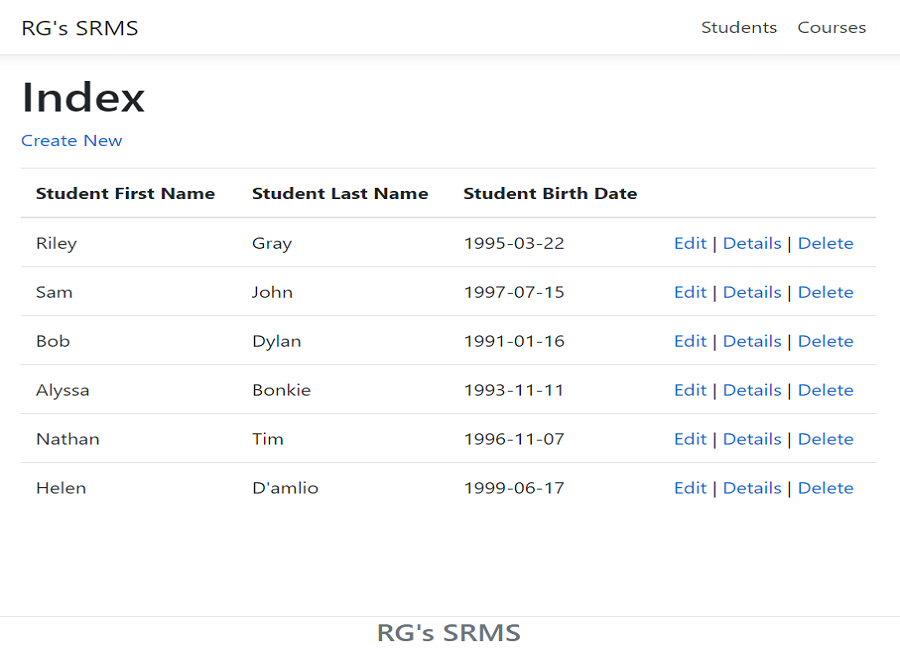 RG's SRMS Students Courses
Index
Create New
Student First Name Student Last Name Student Birth Date
Riley Gray 1995-03-22 Edit | Details | Delete
Sam John 1997-07-15 Edit | Details | Delete
Bob Dylan 1991-01-16 Edit | Details | Delete
Alyssa Bonkie 1993-11-11 Edit | Details | Delete
Nathan Tim 1996-11-07 Edit | Details | Delete
Helen D'amlio 1999-06-17 Edit | Details | Delete
RG's SRMS